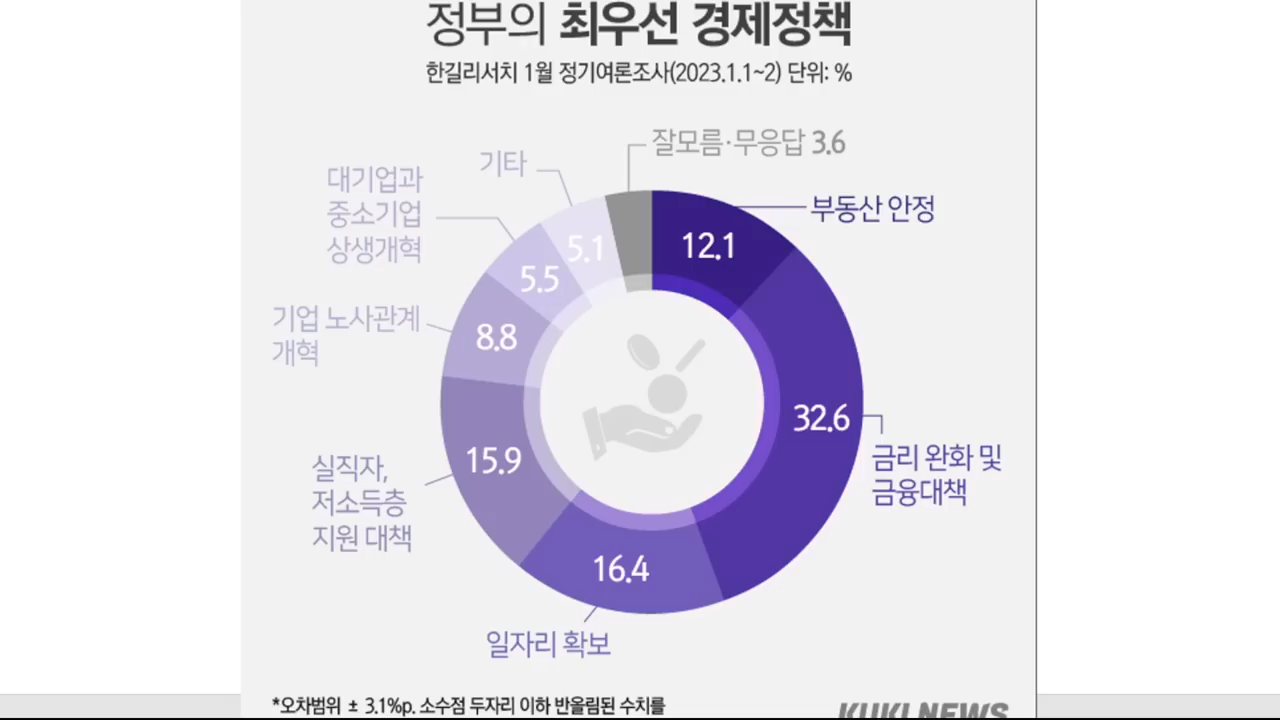 정부의 최우선 경제정책
한길리서치 1월 정기여론조사(2023.1.1~2) 단위: %
잘모름·무응답 3.6
기타
대기업과
중소기업
상생개혁
부동산 안정
12.1
5.1
5.5
기업 노사관계
개혁
8.8
32.6
금리 완화 및
금융대책
실직자,
저소득층
지원 대책
15.9
16.4
일자리 확보
*오차범위 ± 3.1%p. 소수점 두자리 이하 반올림된 수치를
KUKI NEWS